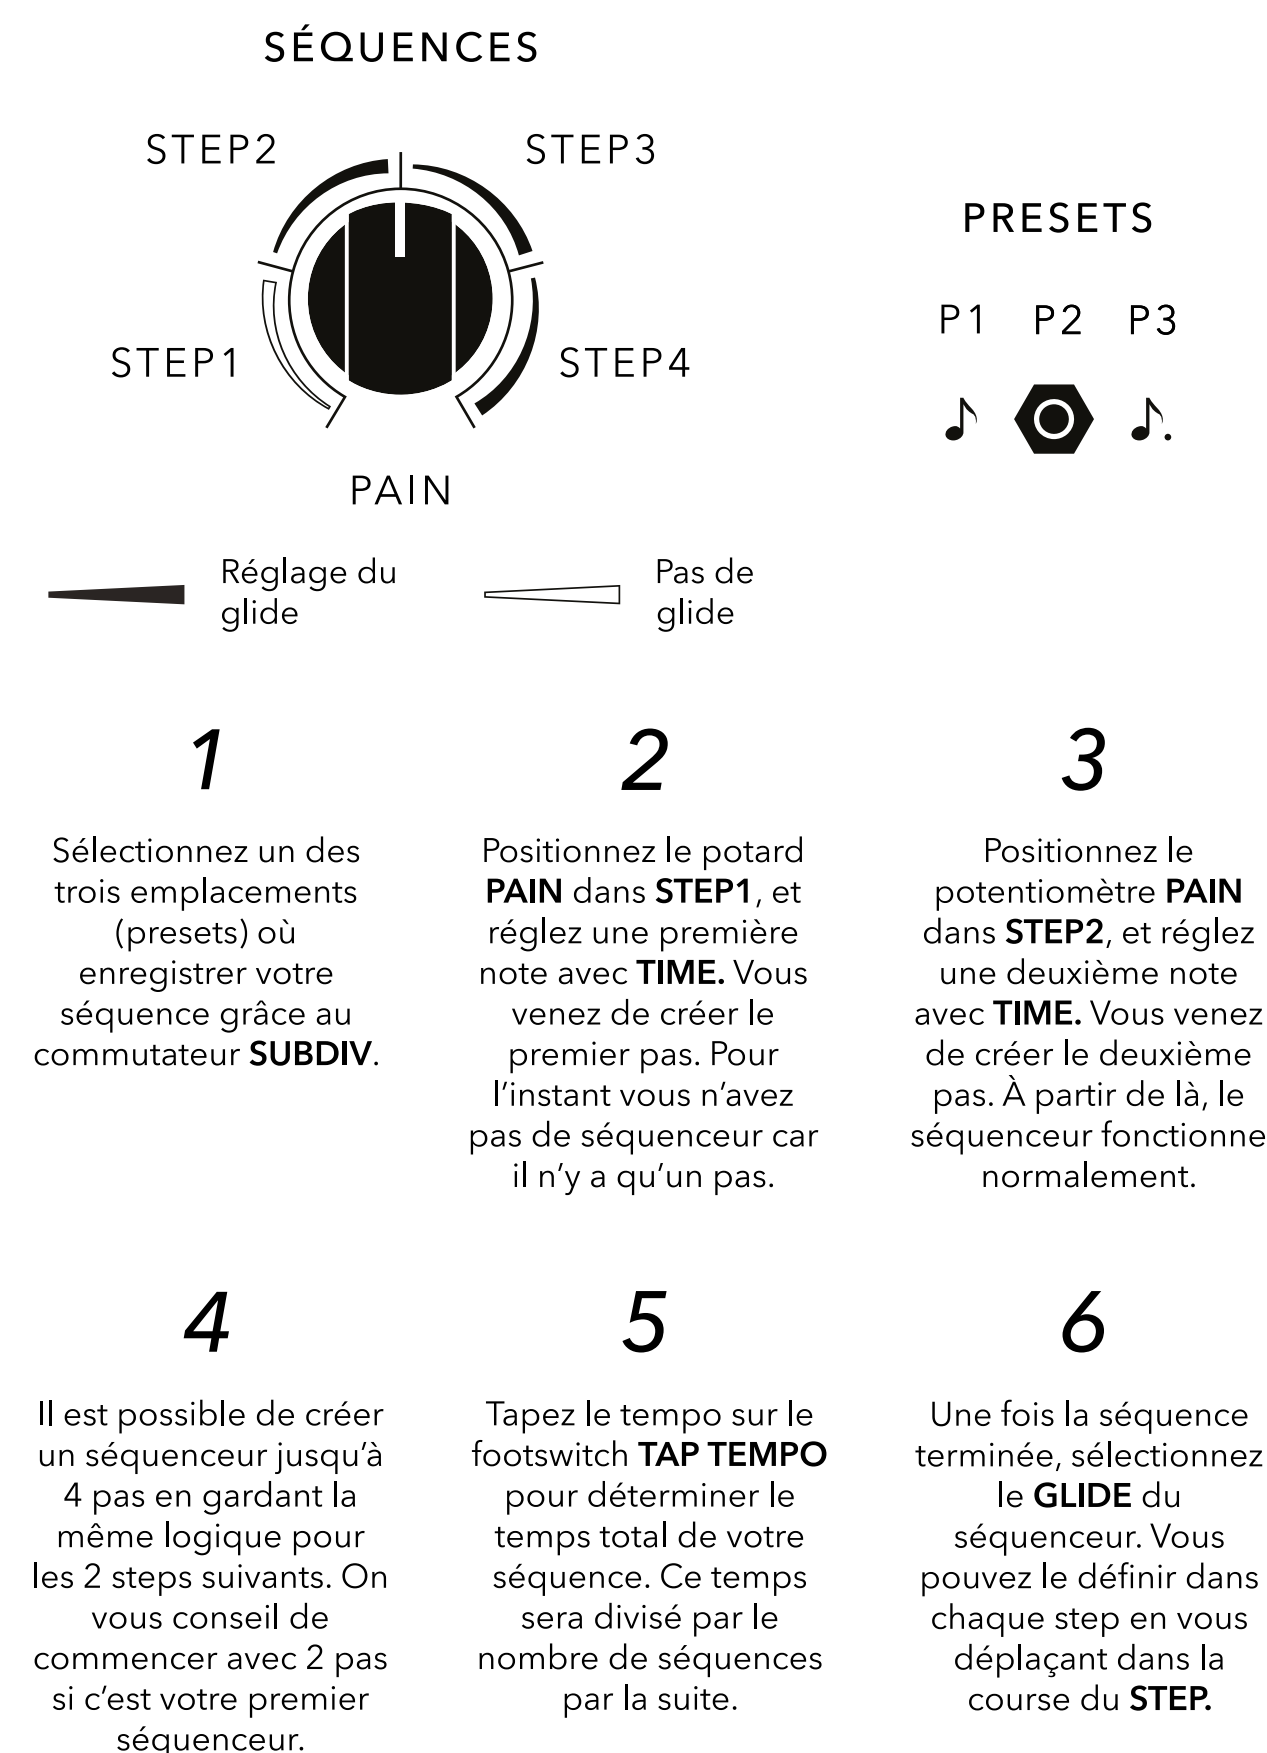 SÉQUENCES
STEP2
STEP3
STEP1
STEP4
PAIN
PRESETS
P1 P2 P3
Réglage du
glide
Pas de
glide
1
Sélectionnez un des
trois emplacements
(presets) où
enregistrer votre
séquence grâce au
commutateur SUBDIV.
2
Positionnez le potard
PAIN dans STEP1, et
réglez une première
note avec TIME. Vous
venez de créer le
premier pas. Pour
l’instant vous n’avez
pas de séquenceur car
il n’y a qu’un pas.
3
Positionnez le
potentiomètre PAIN
dans STEP2, et réglez
une deuxième note
avec TIME. Vous venez
de créer le deuxième
pas. À partir de là, le
séquenceur fonctionne
normalement.
4
Il est possible de créer
un séquenceur jusqu’à
4 pas en gardant la
même logique pour
les 2 steps suivants. On
vous conseil de
commencer avec 2 pas
si c’est votre premier
séquenceur.
5
Tapez le tempo sur le
footswitch TAP TEMPO
pour déterminer le
temps total de votre
séquence. Ce temps
sera divisé par le
nombre de séquences
par la suite.
6
Une fois la séquence
terminée, sélectionnez
le GLIDE du
séquenceur. Vous
pouvez le définir dans
chaque step en vous
déplaçant dans la
course du STEP.